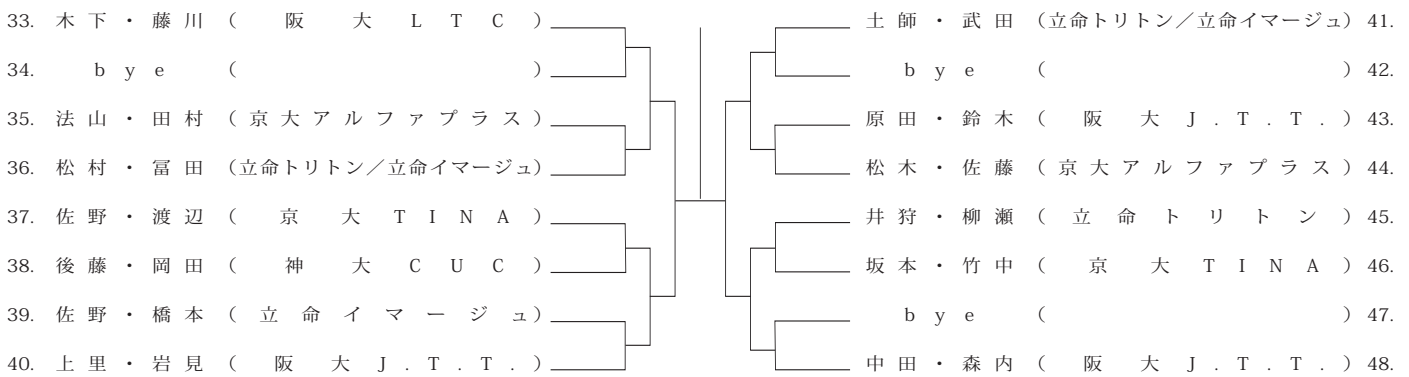 33. 木下・藤川（阪大LTC）
34. bye（　）
35. 法山・田村（京大アルファプラス）
36. 松村・冨田（立命トリトン／立命イマージュ）
37. 佐野・渡辺（京大TINA）
38. 後藤・岡田（神大CUC）
39. 佐野・橋本（立命イマージュ）
40. 上里・岩見（阪大J.T.T.）
土師・武田（立命トリトン／立命イマージュ）41.
bye（　）42.
原田・鈴木（阪大J.T.T.）43.
松木・佐藤（京大アルファプラス）44.
井狩・柳瀬（立命トリトン）45.
坂本・竹中（京大TINA）46.
bye（　）47.
中田・森内（阪大J.T.T.）48.